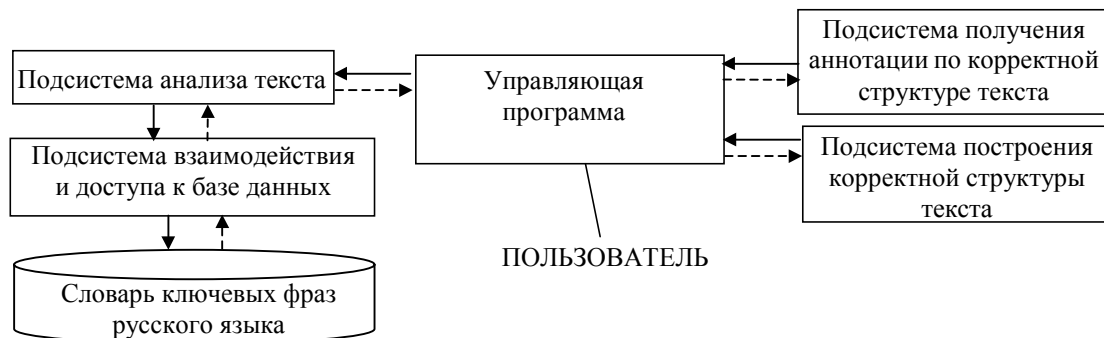 Подсистема анализа текста
Подсистема взаимодействия
и доступа к базе данных
Словарь ключевых фраз
русского языка
Управляющая
программа
ПОЛЬЗОВАТЕЛЬ
Подсистема получения
аннотации по корректной
структуре текста
Подсистема построения
корректной структуры
текста